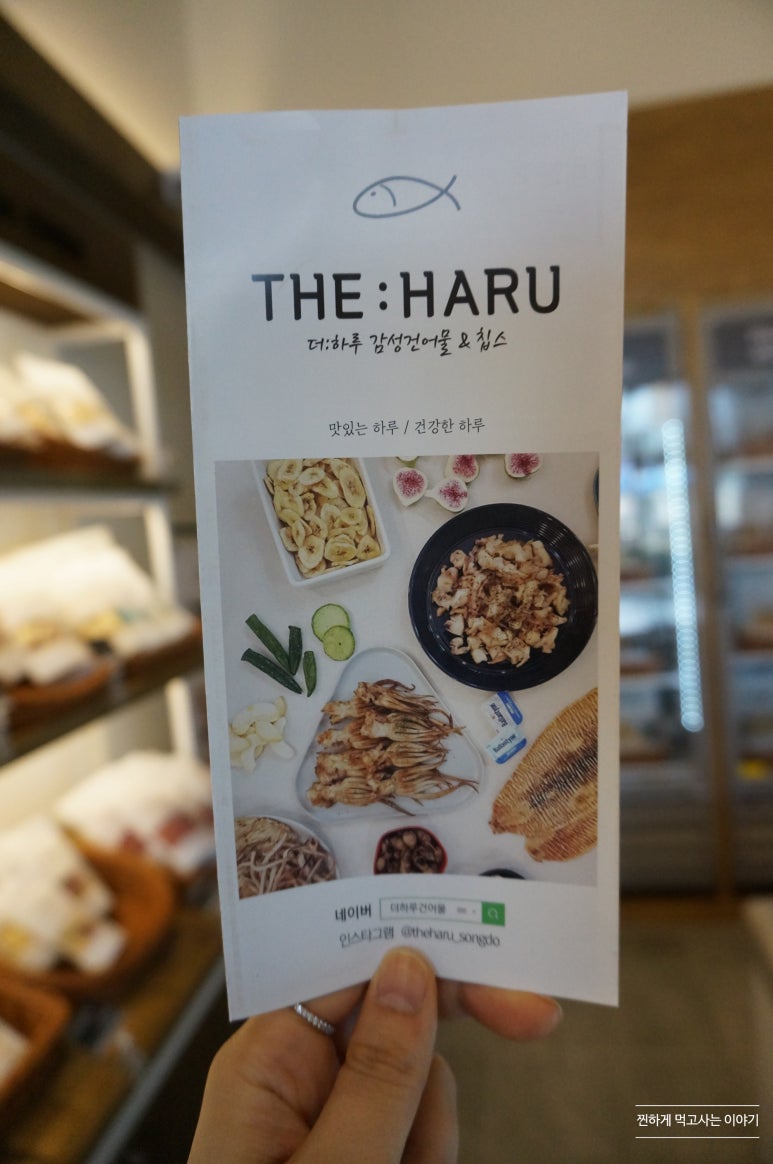 THE:HARU
더:하루 감성건어물 & 칩스
맛있는 하루 / 건강한 하루
네이버 더하루건어물
인스타그램 @theharu_songdo
찐하게 먹고사는 이야기